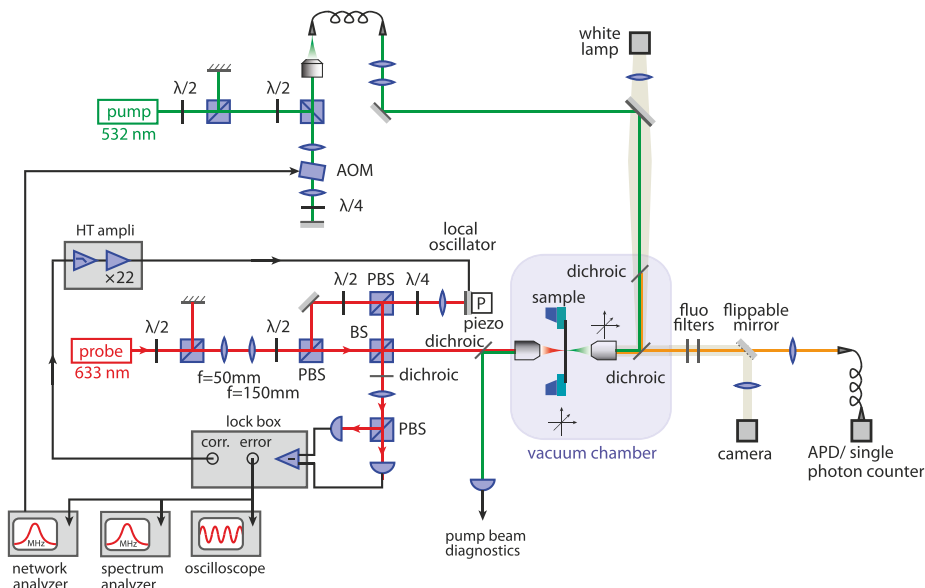 white
lamp
λ/2
λ/2
pump
532 nm
AOM
λ/4
HT ampli
×22
local
oscillator
λ/2
PBS
λ/4
P
piezo
dichroic
sample
fluo
filters
flippable
mirror
λ/2
λ/2
BS
dichroic
probe
633 nm
PBS
dichroic
dichroic
f=50mm
f=150mm
lock box
PBS
corr.
error
-
vacuum chamber
camera
APD/ single
photon counter
MHz
MHz
pump beam
diagnostics
network
analyzer
spectrum
analyzer
oscilloscope